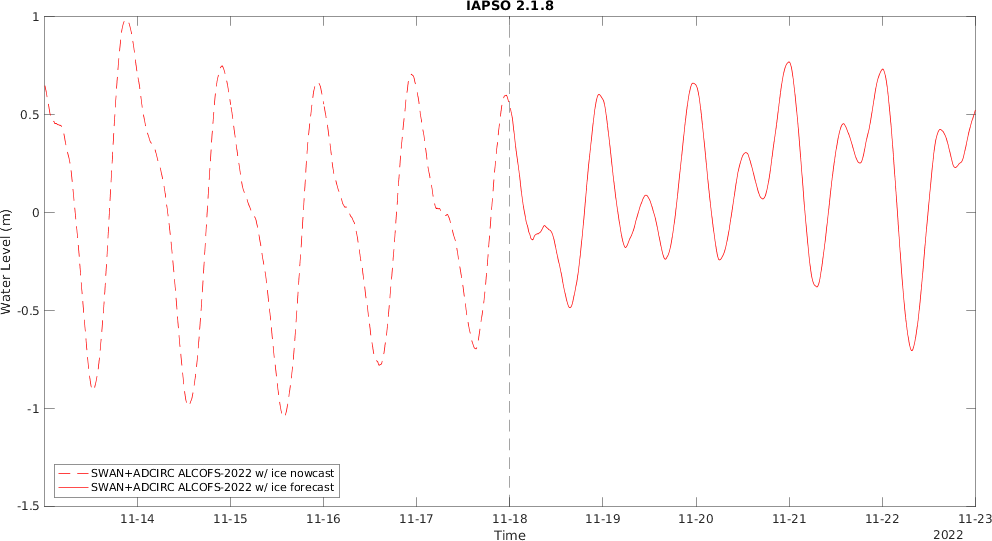 IAPSO 2.1.8
1
0.5
0
-0.5
-1
-1.5
Water Level (m)
SWAN+ADCIRC ALCOFS-2022 w/ ice nowcast
SWAN+ADCIRC ALCOFS-2022 w/ ice forecast
11-14 11-15 11-16 11-17 11-18 11-19 11-20 11-21 11-22 11-23
Time
2022